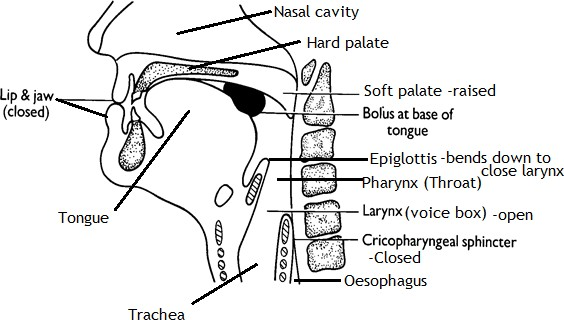 Nasal cavity
Hard palate
Lip & jaw
(closed)
Soft palate -raised
Bolus at base of
tongue
Epiglottis -bends down to
close larynx
Pharynx (Throat)
Tongue
Larynx (voice box) -open
Cricopharyngeal sphincter
-Closed
Oesophagus
Trachea